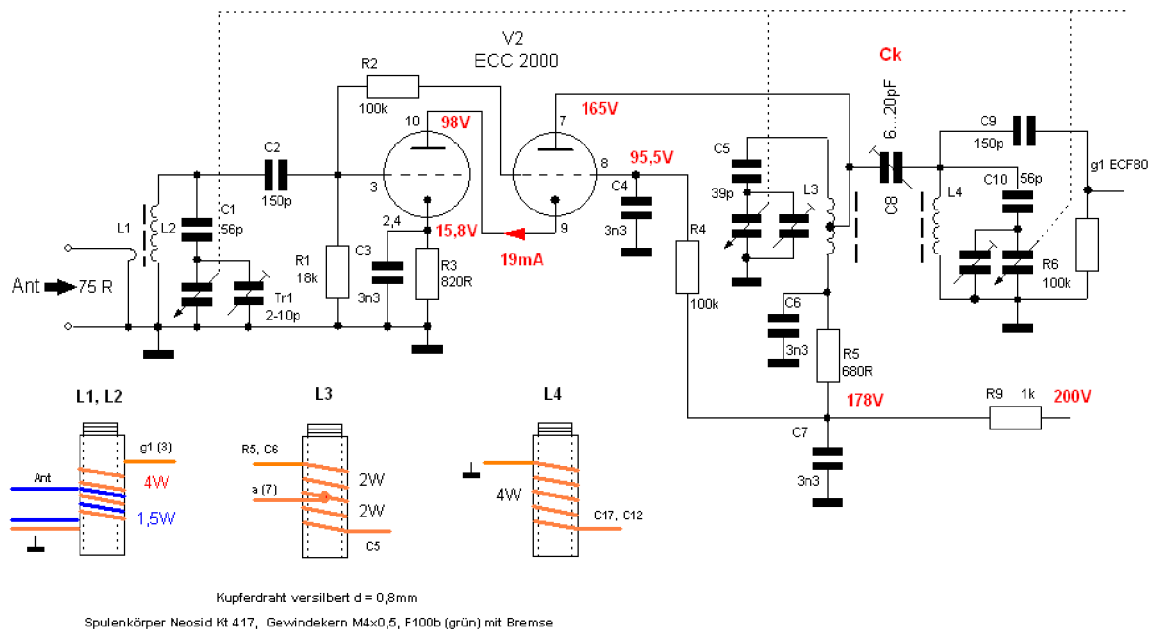 V2
ECC 2000
Ck
R2
100k
10
98V
7
165V
6...20pF
C9
150p
g1 ECF80
C2
150p
3
8
95,5V
C4
3n3
C5
39p
L3
C8
L4
C10
56p
L1
L2
C1
56p
2,4
15,8V
9
19mA
R4
100k
R1
18k
C3
3n3
R3
820R
R6
100k
Ant
75 R
Tr1
2-10p
C6
3n3
R5
680R
178V
R9
1k
200V
C7
3n3
L1, L2
L3
L4
g1 (3)
Ant
4W
1,5W
R5, C6
a (7)
2W
2W
C5
4W
C17, C12
Kupferdraht versilbert d = 0,8mm
Spulenkörper Neosid Kt 417, Gewindekern M4x0,5, F100b (grün) mit Bremse